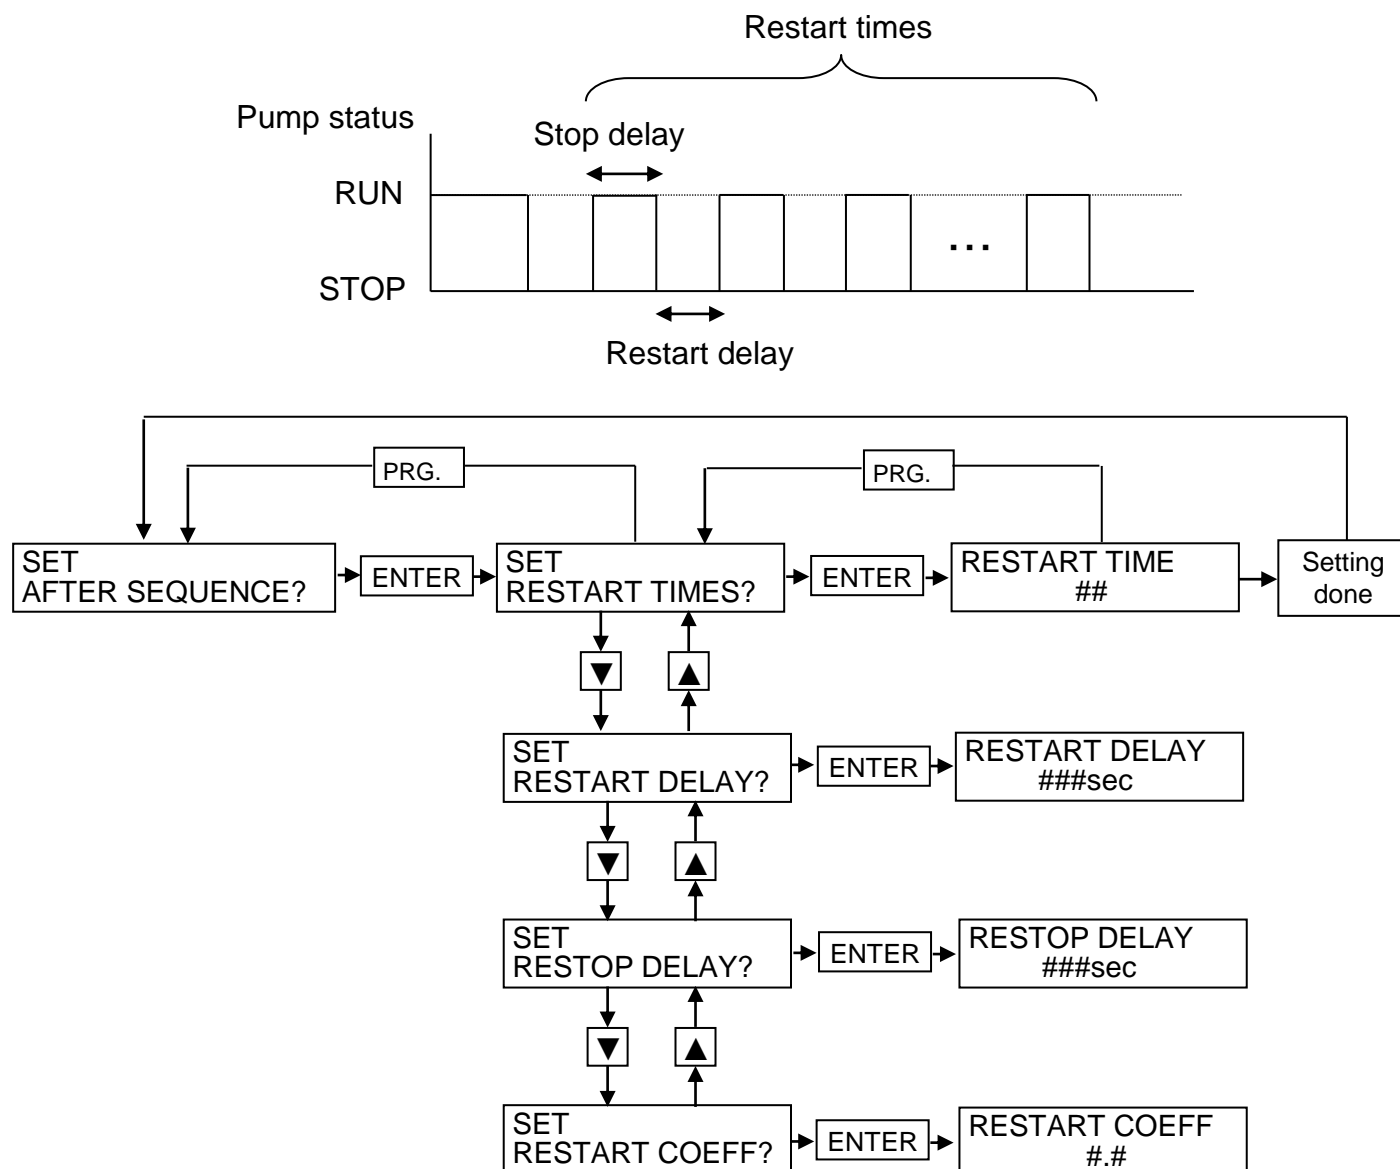 Restart times
Pump status
Stop delay
RUN
...
STOP
Restart delay
PRG.
PRG.
SET
AFTER SEQUENCE?
ENTER
SET
RESTART TIMES?
ENTER
RESTART TIME
##
Setting
done
▼
▲
SET
RESTART DELAY?
ENTER
RESTART DELAY
###sec
▼
▲
SET
RESTOP DELAY?
ENTER
RESTOP DELAY
###sec
▼
▲
SET
RESTART COEFF?
ENTER
RESTART COEFF
#.#